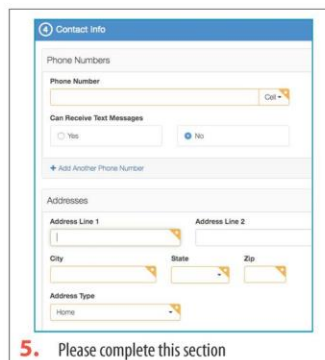 4 Contact Info
Phone Numbers
Phone Number
Cell
Can Receive Text Messages
Yes No
+ Add Another Phone Number
Addresses
Address Line 1 Address Line 2
City State Zip
Address Type
Home
5. Please complete this section